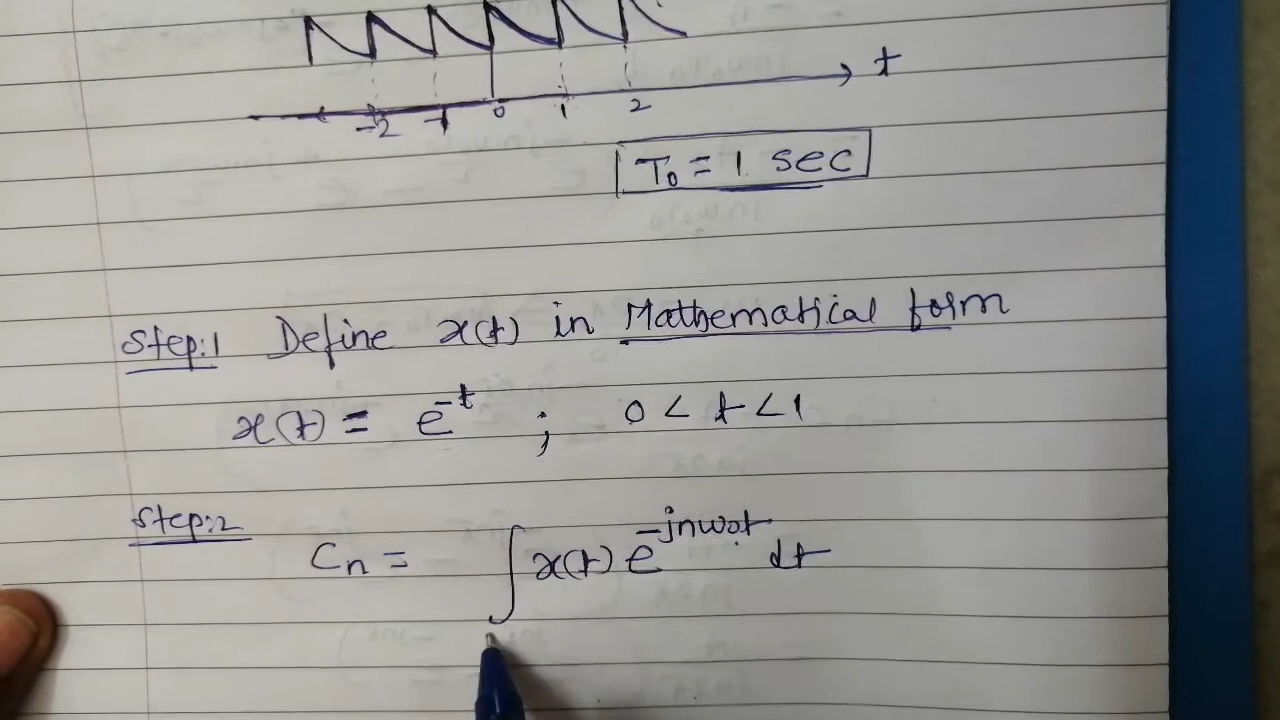 t
-2 -1 0 1 2
T₀ = 1 sec
Step:1 Define x(t) in Mathematical form
x(t) = e^{-t} ; 0 < t < 1
Step:2
Cn = ∫ x(t) e^{-jnω₀t} dt